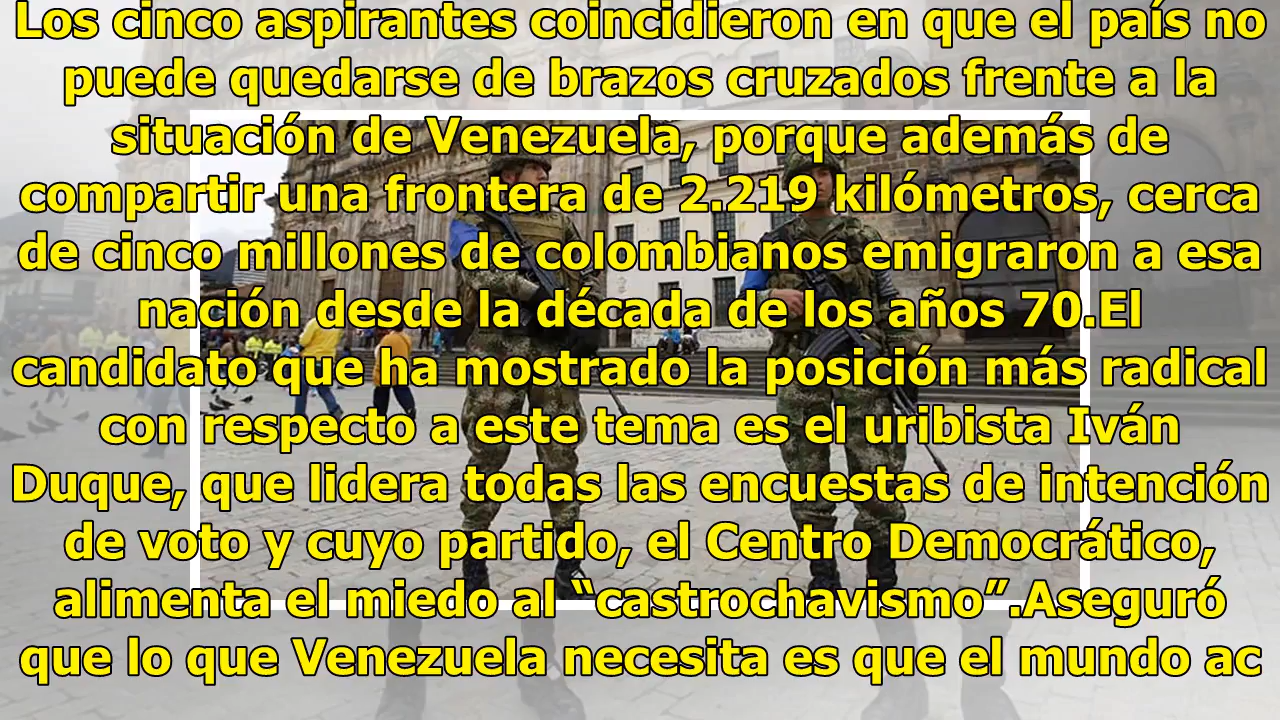 Los cinco aspirantes coincidieron en que el país no
puede quedarse de brazos cruzados frente a la
situación de Venezuela, porque además de
compartir una frontera de 2.219 kilómetros, cerca
de cinco millones de colombianos emigraron a esa
nación desde la década de los años 70.El
candidato que ha mostrado la posición más radical
con respecto a este tema es el uribista Iván
Duque, que lidera todas las encuestas de intención
de voto y cuyo partido, el Centro Democrático,
alimenta el miedo al “castrochavismo”.Aseguró
que lo que Venezuela necesita es que el mundo ac